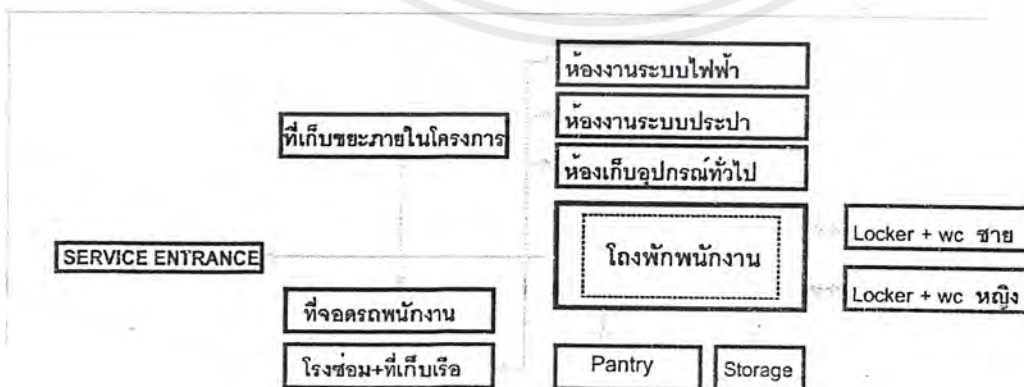 ห้องงานระบบไฟฟ้า
ห้องงานระบบประปา
ที่เก็บขยะภายในโครงการ
ห้องเก็บอุปกรณ์ทั่วไป
Locker + wc ชาย
SERVICE ENTRANCE
โถงพักพนักงาน
Locker + wc หญิง
ที่จอดรถพนักงาน
โรงซ่อม+ที่เก็บเรือ
Pantry
Storage